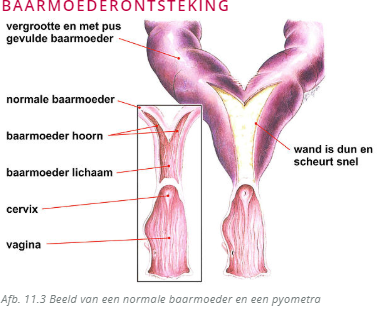 BAARMOEDERONTSTEKING
vergrootte en met pus
gevulde baarmoeder
normale baarmoeder
baarmoeder hoorn
baarmoeder lichaam
cervix
vagina
wand is dun en
scheurt snel
Afb. 11.3 Beeld van een normale baarmoeder en een pyometra